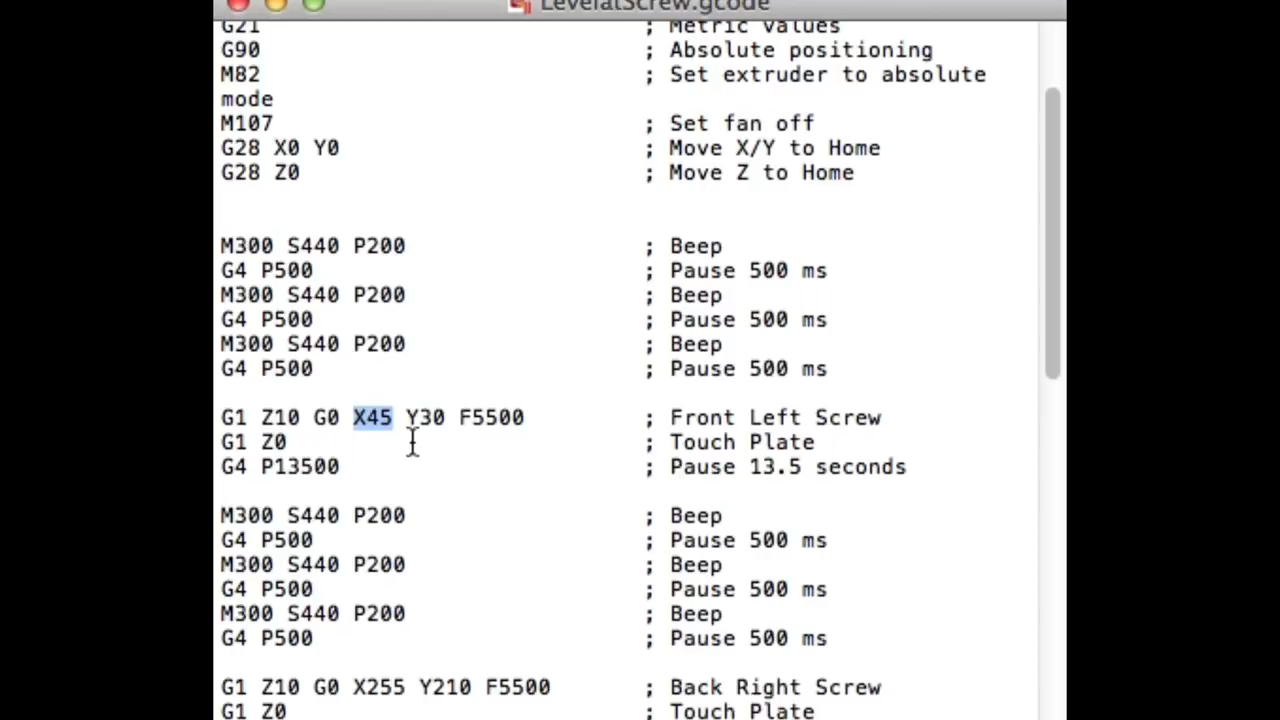 LevelatScrew.gcode
G21 ; Metric values
G90 ; Absolute positioning
M82 ; Set extruder to absolute
mode
M107 ; Set fan off
G28 X0 Y0 ; Move X/Y to Home
G28 Z0 ; Move Z to Home
M300 S440 P200 ; Beep
G4 P500 ; Pause 500 ms
M300 S440 P200 ; Beep
G4 P500 ; Pause 500 ms
M300 S440 P200 ; Beep
G4 P500 ; Pause 500 ms
G1 Z10 G0 X45 Y30 F5500 ; Front Left Screw
G1 Z0 ; Touch Plate
G4 P13500 ; Pause 13.5 seconds
M300 S440 P200 ; Beep
G4 P500 ; Pause 500 ms
M300 S440 P200 ; Beep
G4 P500 ; Pause 500 ms
M300 S440 P200 ; Beep
G4 P500 ; Pause 500 ms
G1 Z10 G0 X255 Y210 F5500 ; Back Right Screw
G1 Z0 ; Touch Plate